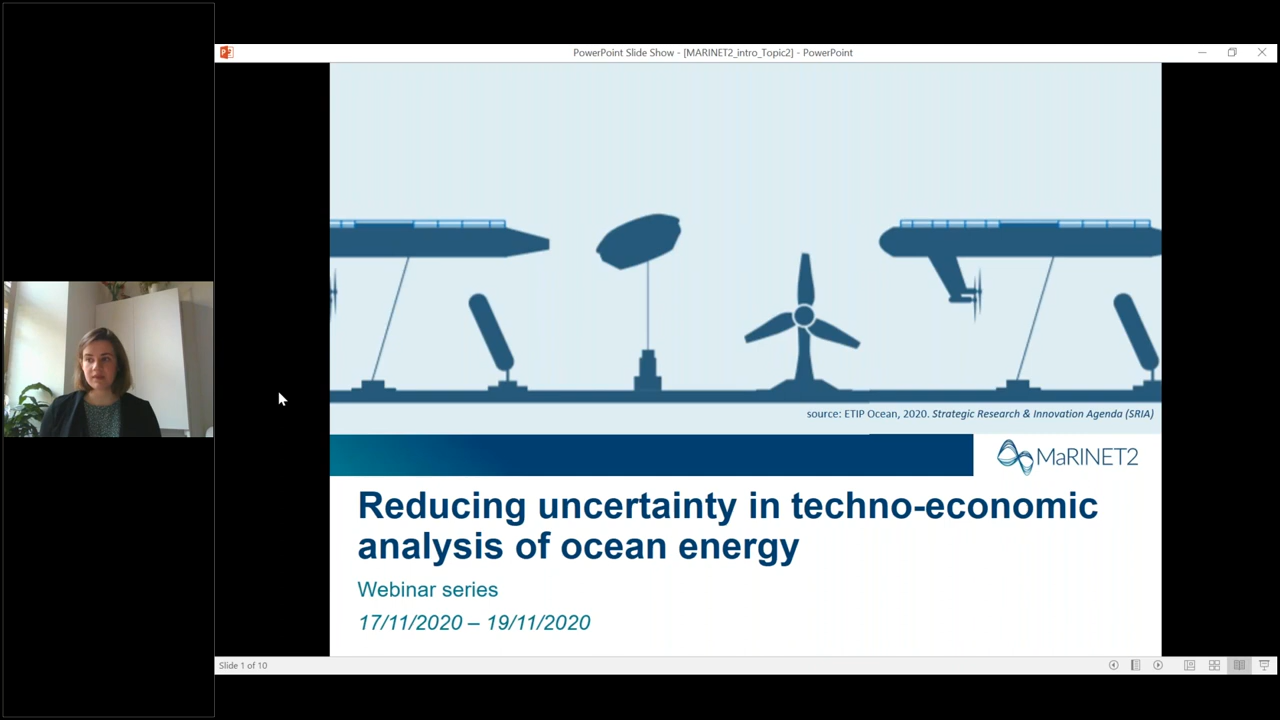 PowerPoint Slide Show - [MARINET2_intro_Topic2] - PowerPoint
source: ETIP Ocean, 2020. Strategic Research & Innovation Agenda (SRIA)
MaRINET2
Reducing uncertainty in techno-economic
analysis of ocean energy
Webinar series
17/11/2020 – 19/11/2020
Slide 1 of 10